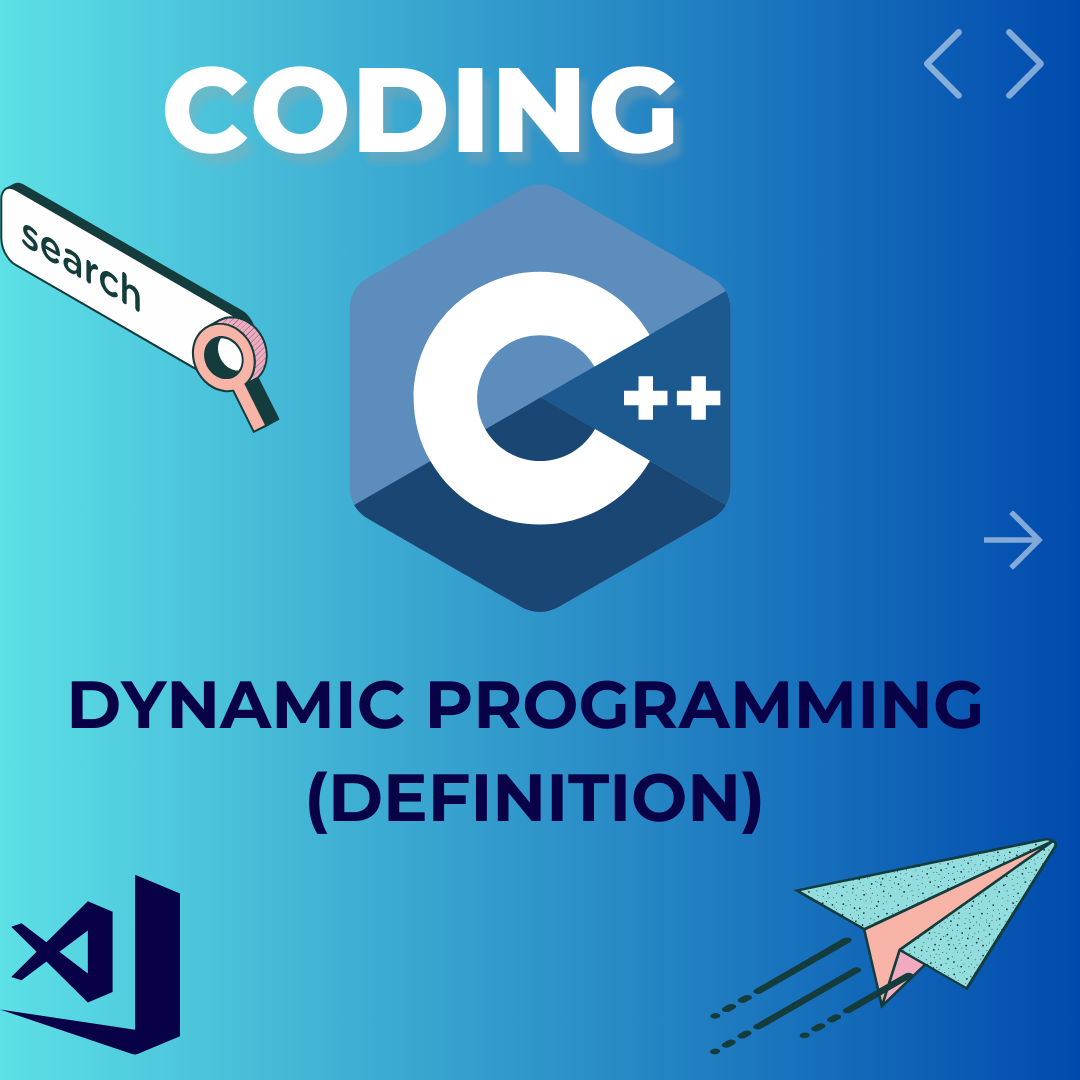 CODING
search
C++
DYNAMIC PROGRAMMING
(DEFINITION)